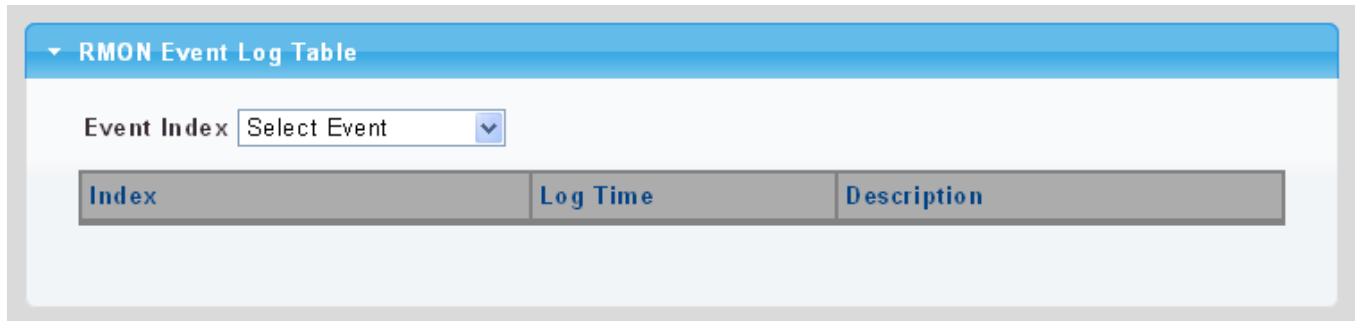 RMON Event Log Table
Event Index Select Event
Index Log Time Description